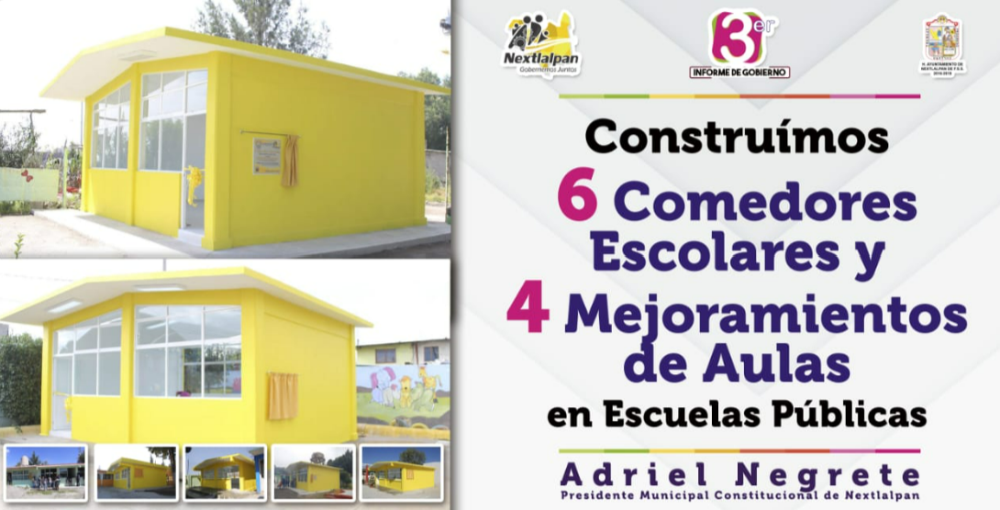 Nextlalpan
Gobernemos Juntos
3er
INFORME DE GOBIERNO
H. AYUNTAMIENTO DE
NEXTLALPAN DE F.S.S.
2016-2018
Construímos
6 Comedores
Escolares y
4 Mejoramientos
de Aulas
en Escuelas Públicas
Adriel Negrete
Presidente Municipal Constitucional de Nextlalpan